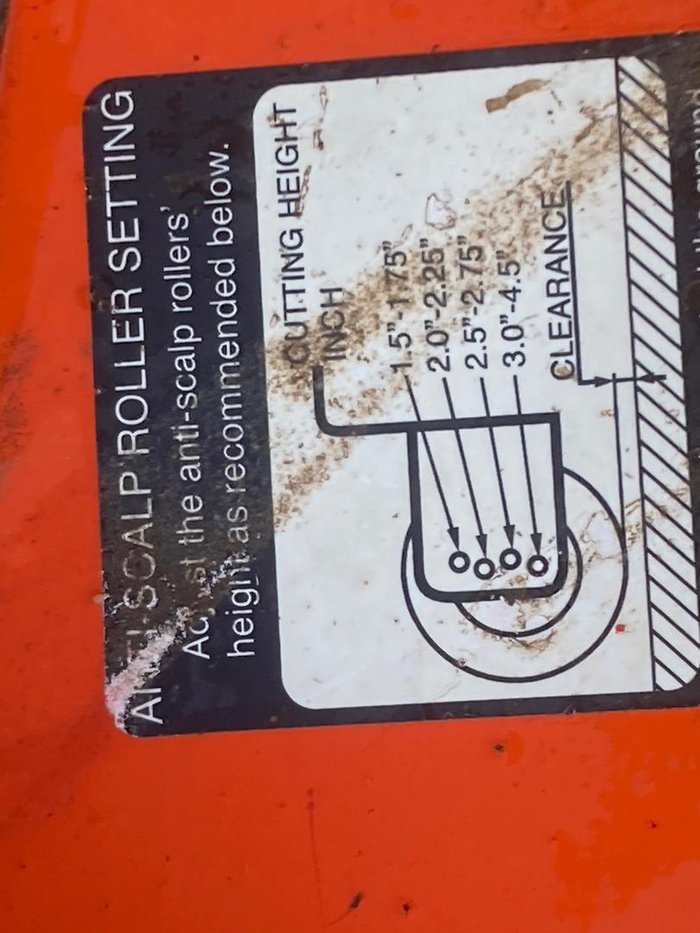 ANTI-SCALP ROLLER SETTING
Adjust the anti-scalp rollers'
height as recommended below.
CUTTING HEIGHT
INCH
1.5"-1.75"
2.0"-2.25"
2.5"-2.75"
3.0"-4.5"
CLEARANCE